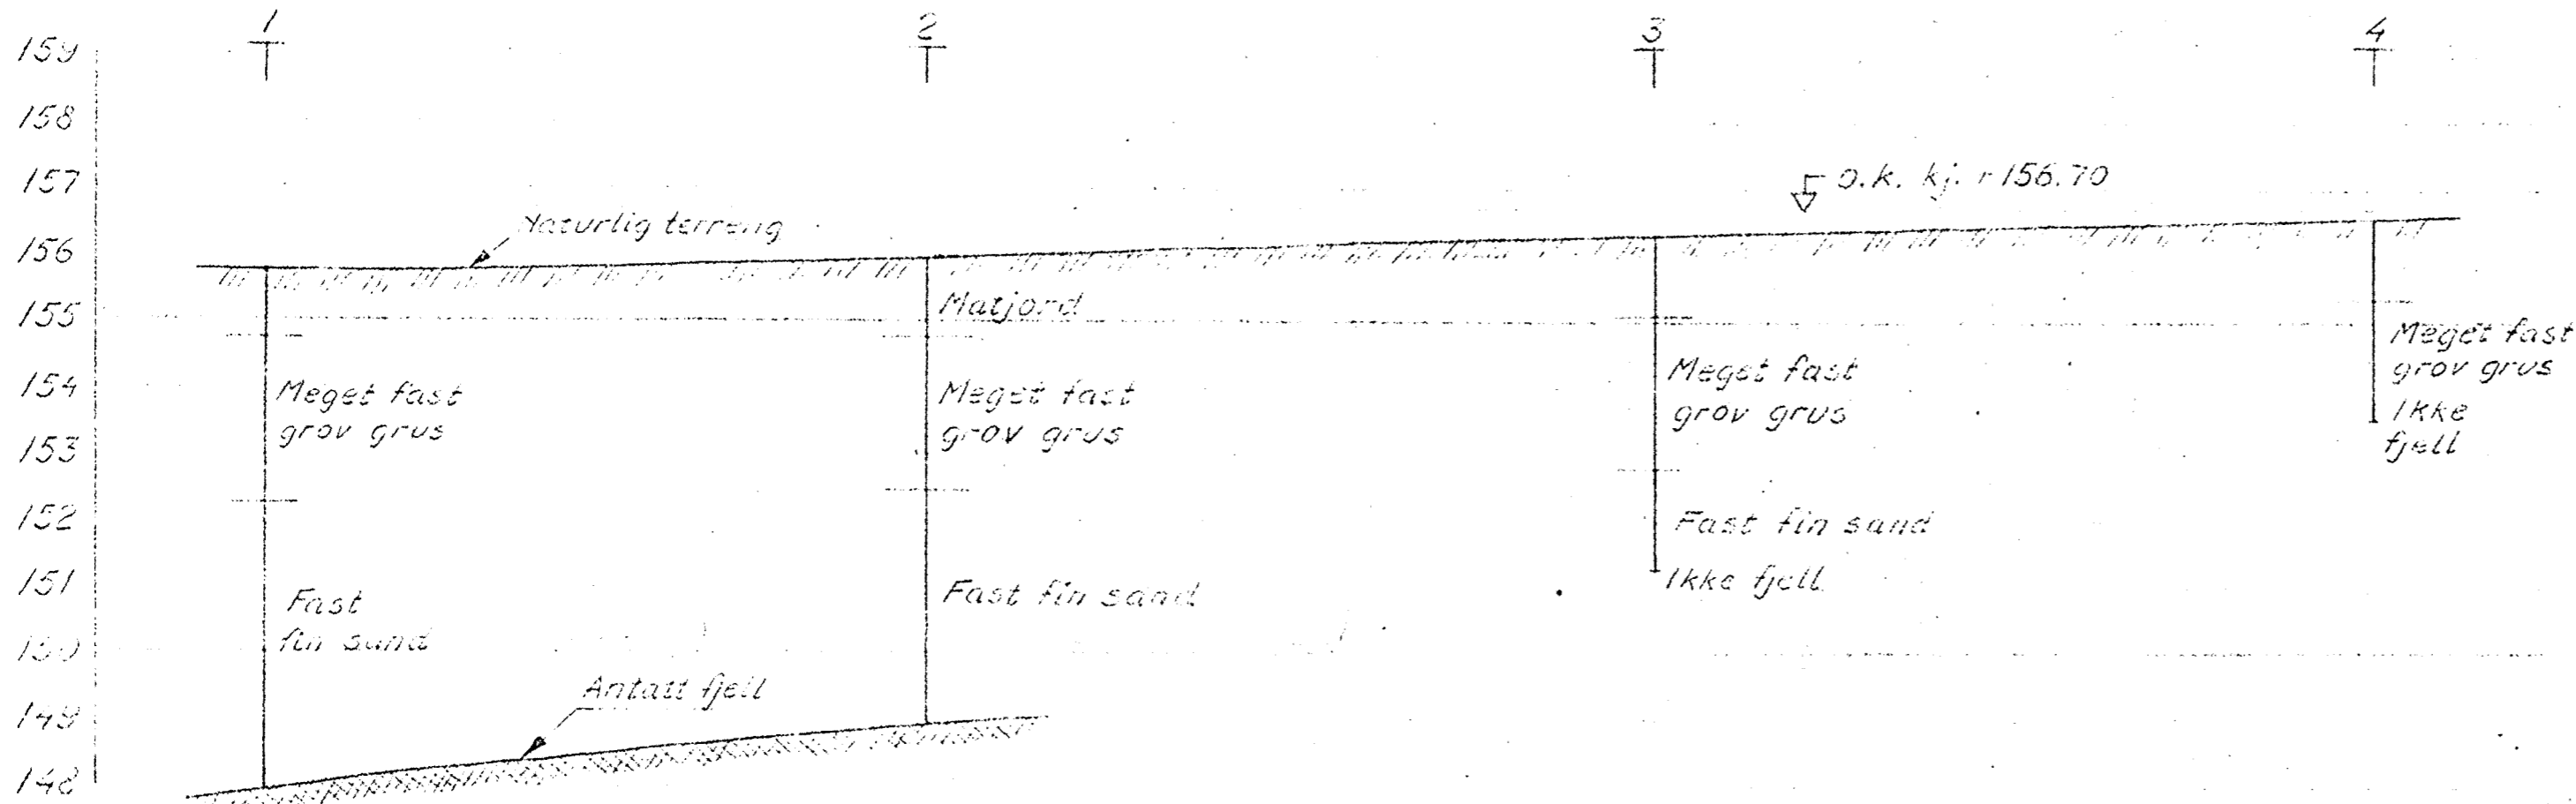 1
2
3
4
159
158
157
156
155
154
153
152
151
150
149
148
o.k. kj. + 156.70
Naturlig terreng
Matjord
Meget fast
grov grus
Meget fast
grov grus
Meget fast
grov grus
Meget fast
grov grus
Ikke
fjell
Fast fin sand
Ikke fjell
Fast
fin sand
Fast fin sand
Antatt fjell